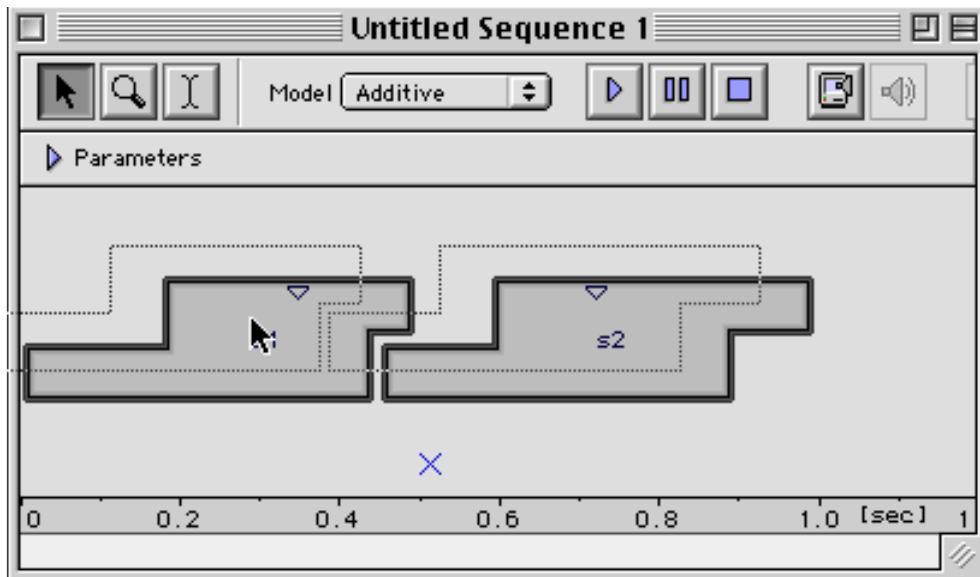 Untitled Sequence 1
Model Additive
Parameters
s2
0 0.2 0.4 0.6 0.8 1.0 [sec] 1